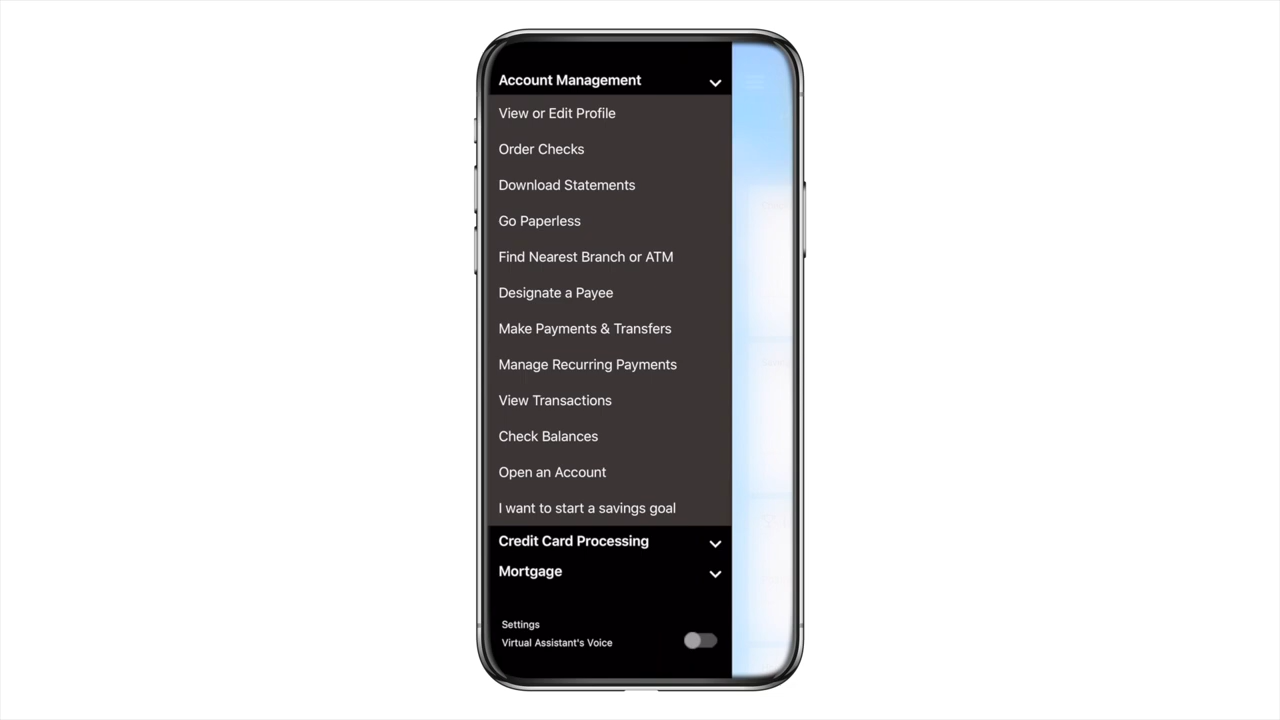 Account Management
View or Edit Profile
Order Checks
Download Statements
Go Paperless
Find Nearest Branch or ATM
Designate a Payee
Make Payments & Transfers
Manage Recurring Payments
View Transactions
Check Balances
Open an Account
I want to start a savings goal
Credit Card Processing
Mortgage
Settings
Virtual Assistant's Voice